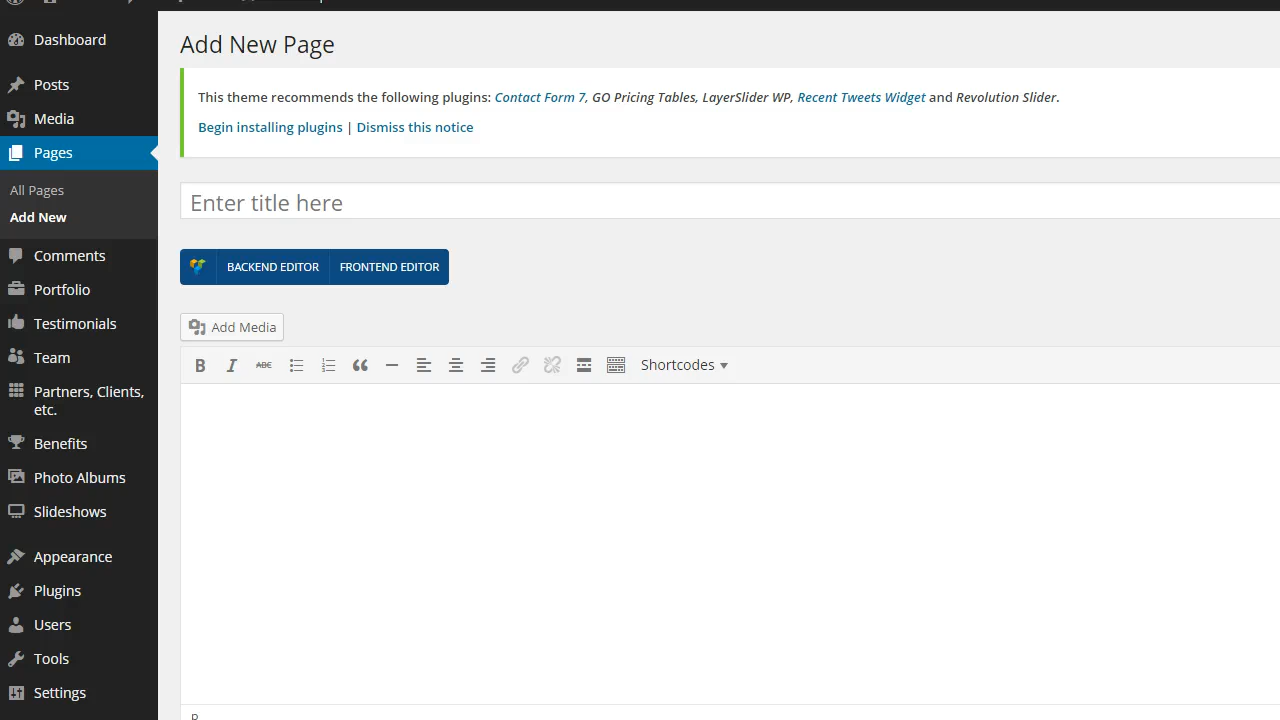 Dashboard
Posts
Media
Pages
All Pages
Add New
Comments
Portfolio
Testimonials
Team
Partners, Clients,
etc.
Benefits
Photo Albums
Slideshows
Appearance
Plugins
Users
Tools
Settings
Add New Page
This theme recommends the following plugins: Contact Form 7, GO Pricing Tables, LayerSlider WP, Recent Tweets Widget and Revolution Slider.
Begin installing plugins | Dismiss this notice
Enter title here
BACKEND EDITOR FRONTEND EDITOR
Add Media
B I ABC Shortcodes